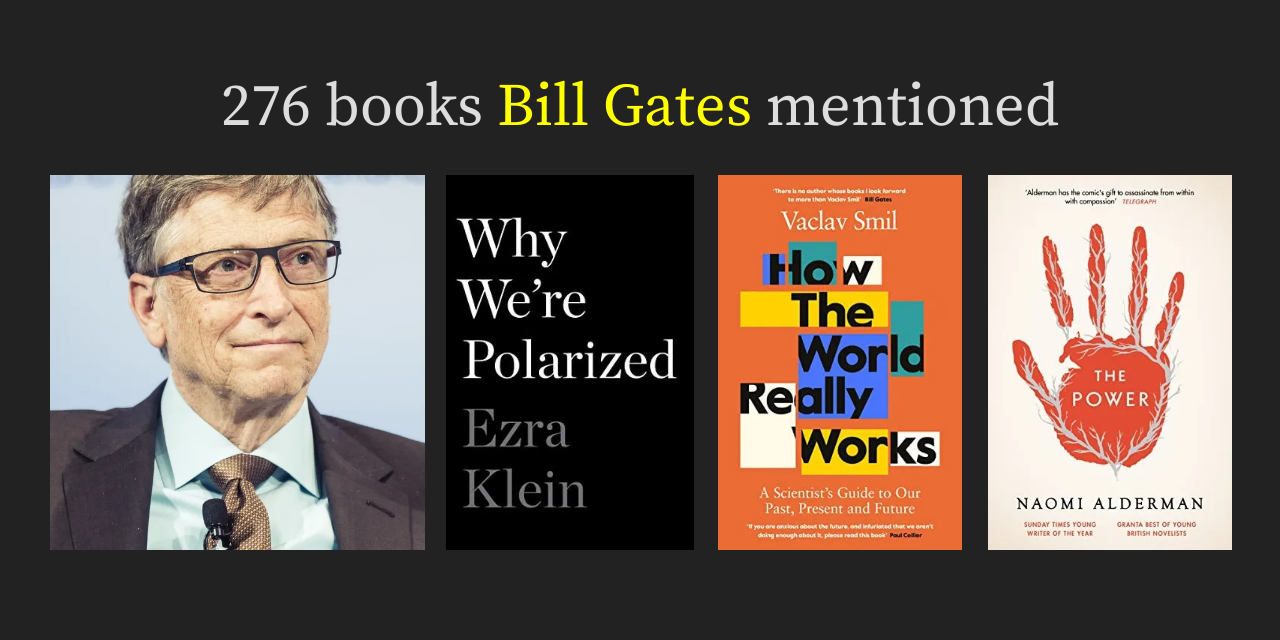 276 books Bill Gates mentioned
Why
We're
Polarized
Ezra
Klein
'There is no author whose books I look forward
to more than Vaclav Smil' Bill Gates
Vaclav Smil
How
The
World
Really
Works
A Scientist's Guide to Our
Past, Present and Future
'If you are anxious about the future, and infuriated that we aren't
doing enough about it, please read this book' Paul Collier
'Alderman has the comic's gift to assassinate from within
with compassion' TELEGRAPH
THE
POWER
NAOMI ALDERMAN
SUNDAY TIMES YOUNG
WRITER OF THE YEAR
GRANTA BEST OF YOUNG
BRITISH NOVELISTS